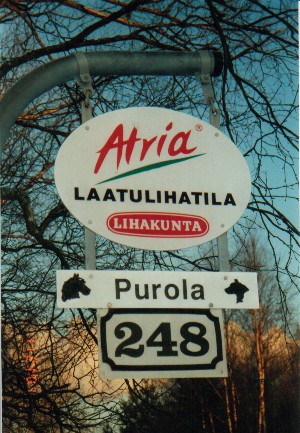 Atria®
LAATULIHATILA
LIHAKUNTA
Purola
248